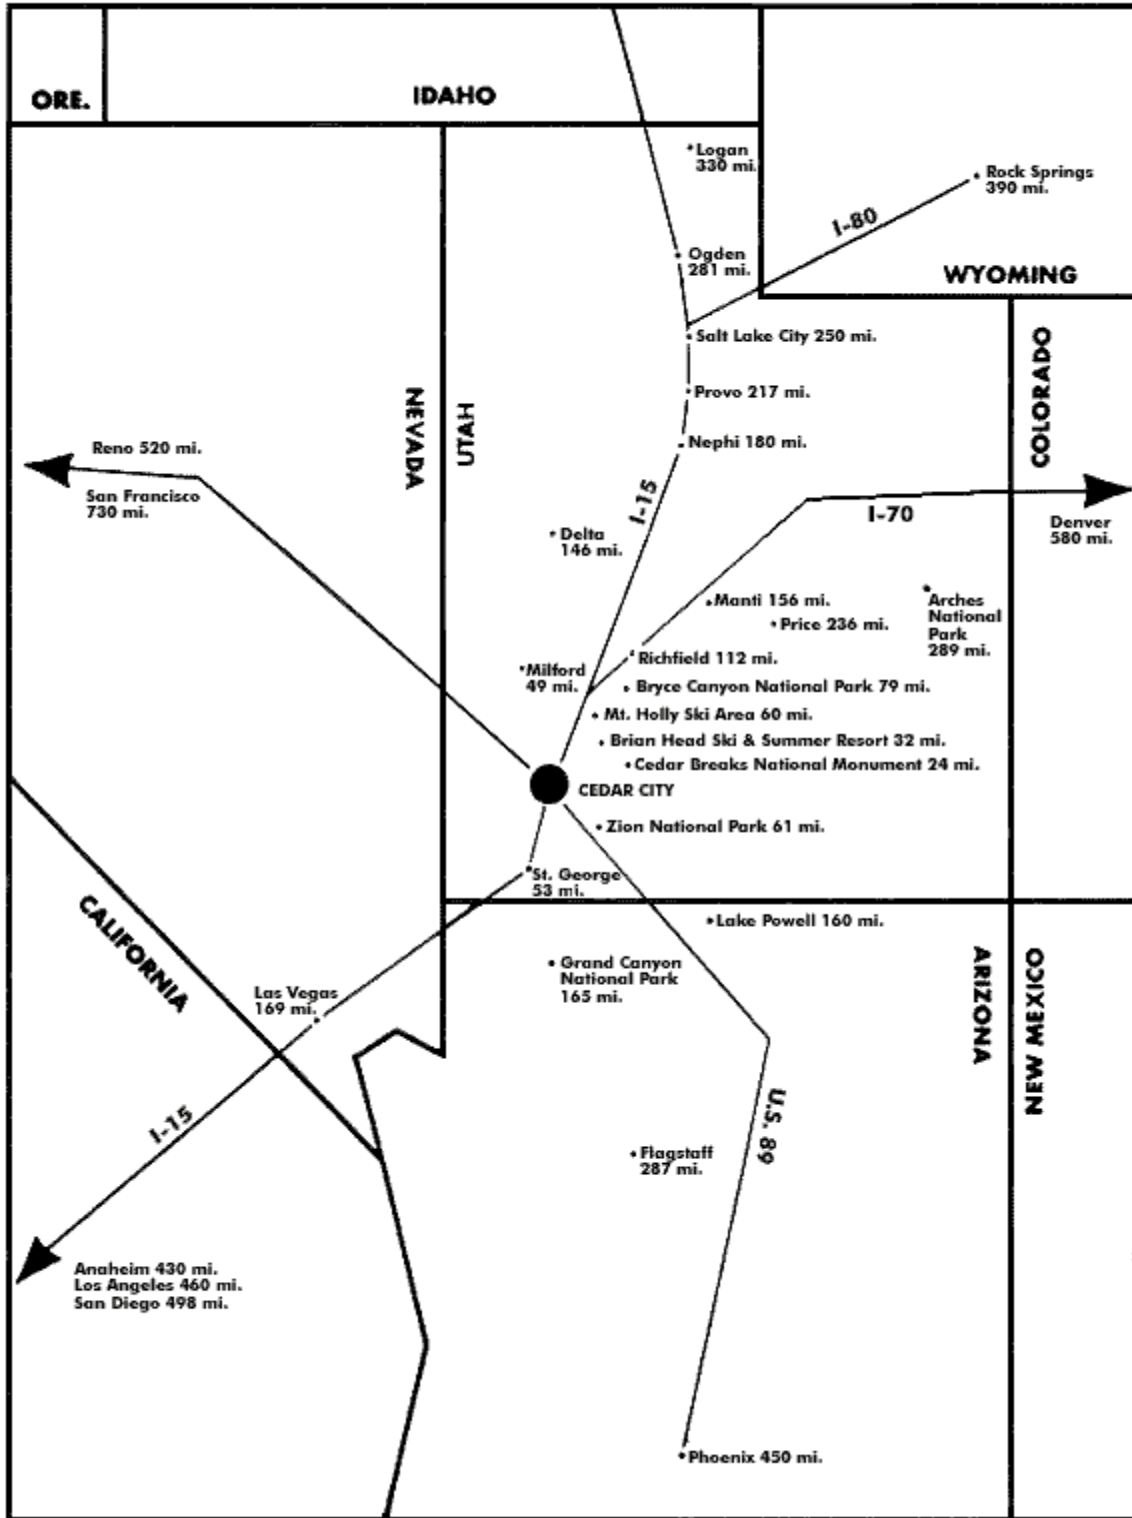 ORE.
IDAHO
Logan
330 mi.
Rock Springs
390 mi.
I-80
Ogden
281 mi.
WYOMING
Salt Lake City 250 mi.
COLORADO
NEVADA
UTAH
Provo 217 mi.
Nephi 180 mi.
Reno 520 mi.
San Francisco
730 mi.
I-15
I-70
Denver
580 mi.
Delta
146 mi.
Manti 156 mi.
Arches
National
Park
289 mi.
Price 236 mi.
Richfield 112 mi.
Milford
49 mi.
Bryce Canyon National Park 79 mi.
Mt. Holly Ski Area 60 mi.
Brian Head Ski & Summer Resort 32 mi.
Cedar Breaks National Monument 24 mi.
CEDAR CITY
Zion National Park 61 mi.
St. George
53 mi.
CALIFORNIA
Lake Powell 160 mi.
Grand Canyon
National Park
165 mi.
ARIZONA
NEW MEXICO
Las Vegas
169 mi.
I-15
U.S. 89
Flagstaff
287 mi.
Anaheim 430 mi.
Los Angeles 460 mi.
San Diego 498 mi.
Phoenix 450 mi.